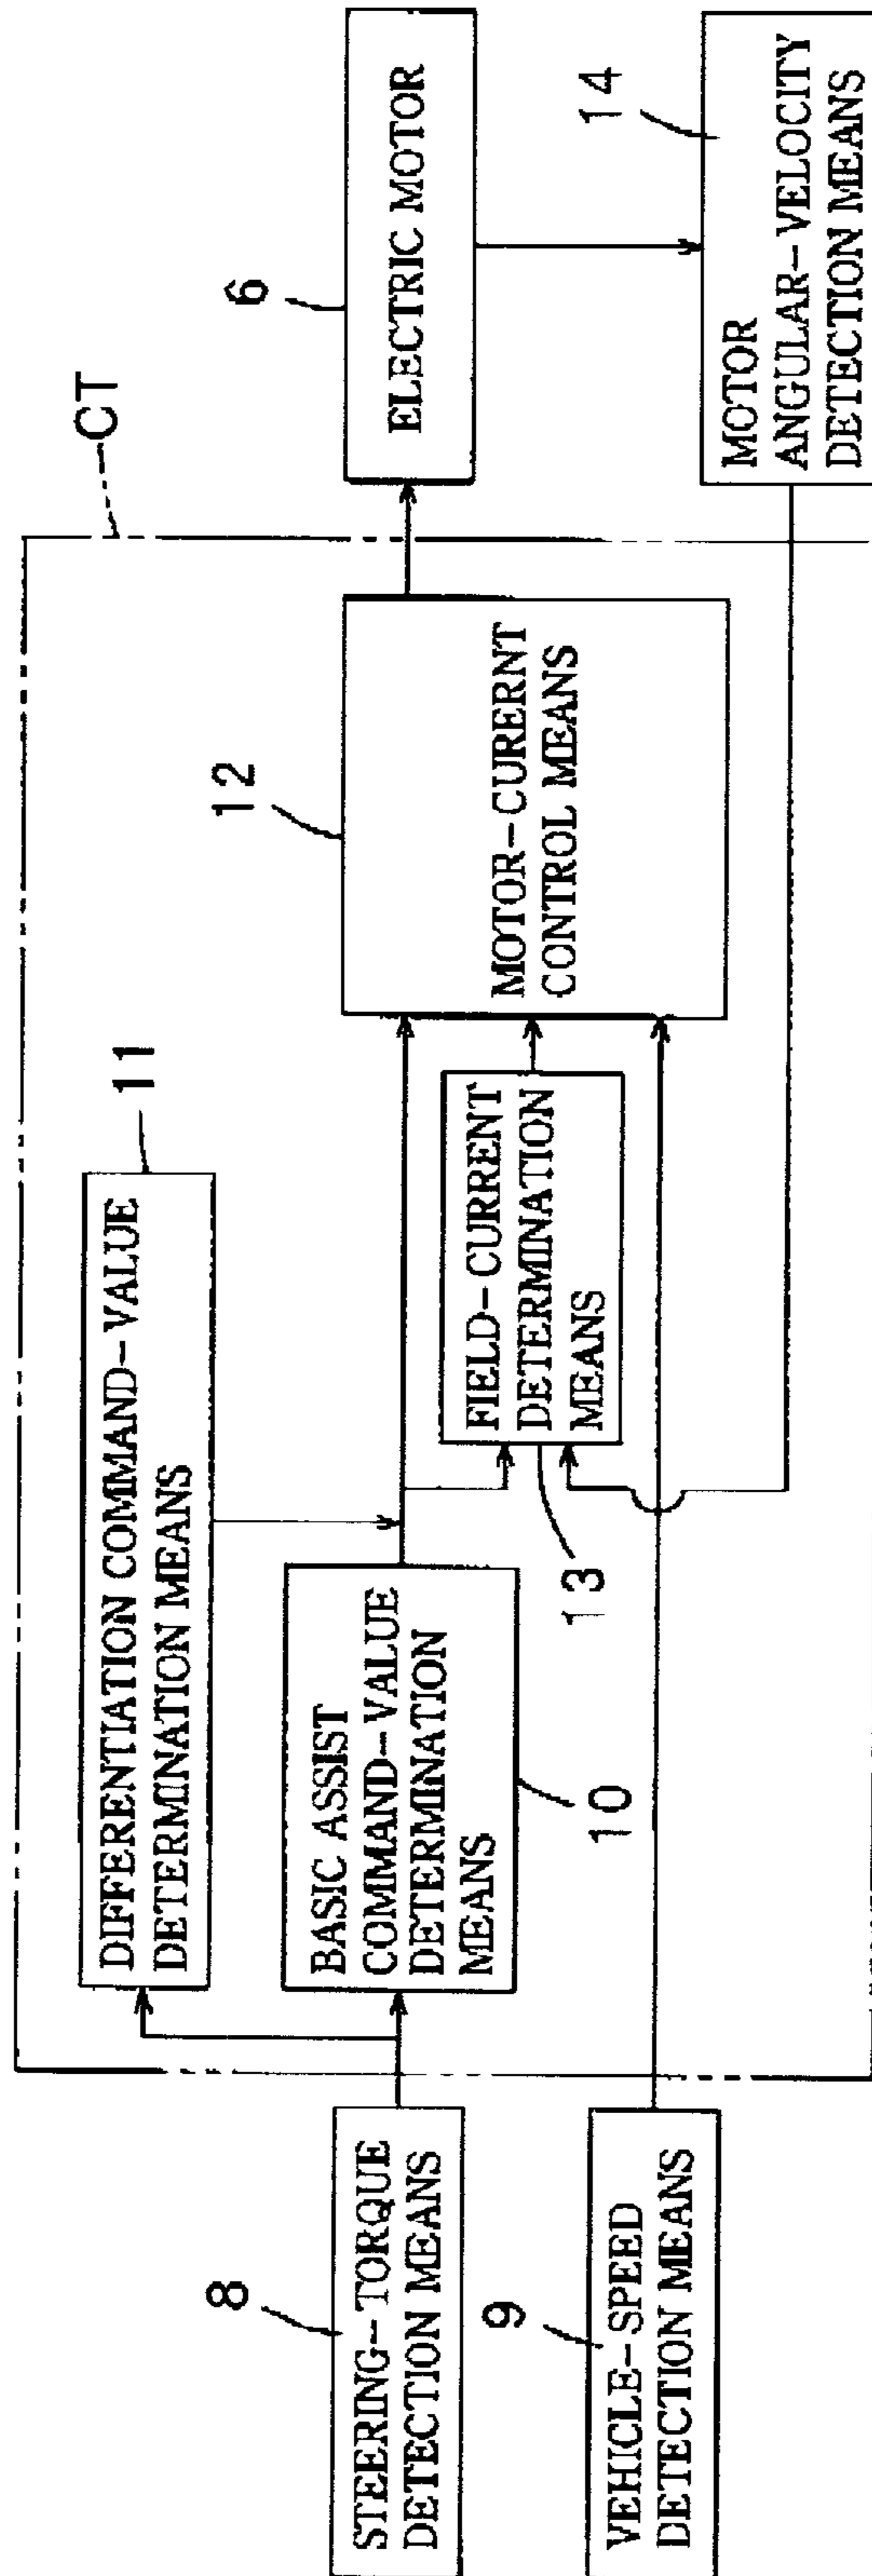 CT
8
STEERING-TORQUE
DETECTION MEANS
9
VEHICLE-SPEED
DETECTION MEANS
DIFFERENTIATION COMMAND-VALUE
DETERMINATION MEANS
11
BASIC ASSIST
COMMAND-VALUE
DETERMINATION
MEANS
10
FIELD-CURRENT
DETERMINATION
MEANS
13
12
MOTOR-CURERNT
CONTROL MEANS
6
ELECTRIC MOTOR
14
MOTOR
ANGULAR-VELOCITY
DETECTION MEANS